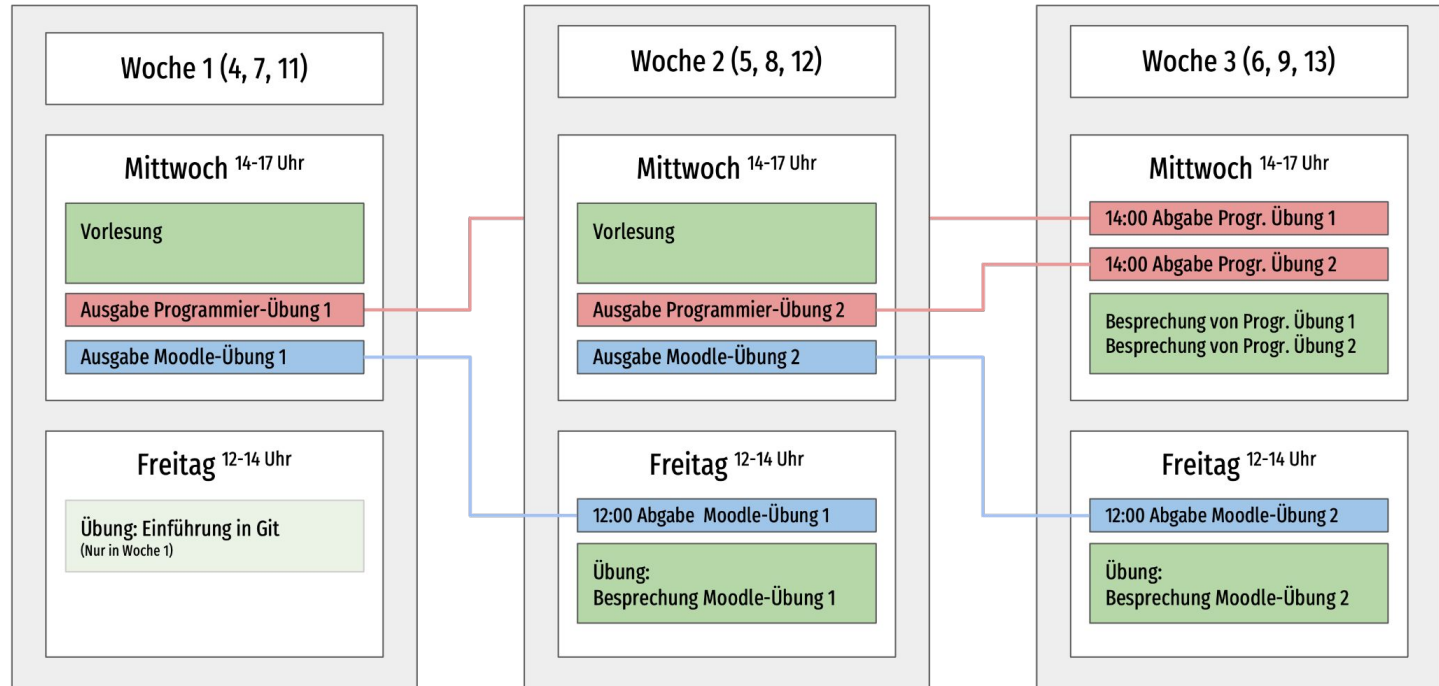 Woche 1 (4, 7, 11)
Mittwoch 14-17 Uhr
Vorlesung
Ausgabe Programmier-Übung 1
Ausgabe Moodle-Übung 1
Freitag 12-14 Uhr
Übung: Einführung in Git
(Nur in Woche 1)
Woche 2 (5, 8, 12)
Mittwoch 14-17 Uhr
Vorlesung
Ausgabe Programmier-Übung 2
Ausgabe Moodle-Übung 2
Freitag 12-14 Uhr
12:00 Abgabe Moodle-Übung 1
Übung:
Besprechung Moodle-Übung 1
Woche 3 (6, 9, 13)
Mittwoch 14-17 Uhr
14:00 Abgabe Progr. Übung 1
14:00 Abgabe Progr. Übung 2
Besprechung von Progr. Übung 1
Besprechung von Progr. Übung 2
Freitag 12-14 Uhr
12:00 Abgabe Moodle-Übung 2
Übung:
Besprechung Moodle-Übung 2